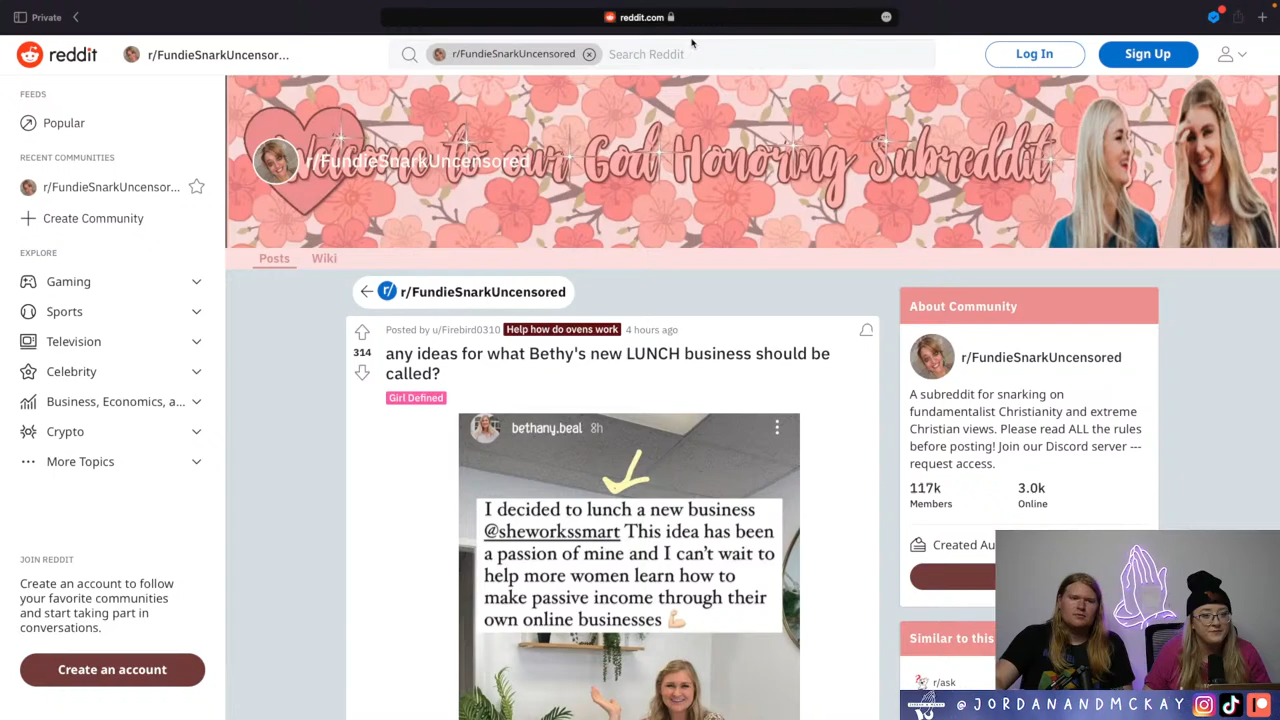 Private
reddit.com
reddit
r/FundieSnarkUncensor...
r/FundieSnarkUncensored
Search Reddit
Log In
Sign Up
FEEDS
Popular
RECENT COMMUNITIES
r/FundieSnarkUncensor...
Create Community
EXPLORE
Gaming
Sports
Television
Celebrity
Business, Economics, a...
Crypto
More Topics
JOIN REDDIT
Create an account to follow
your favorite communities
and start taking part in
conversations.
Create an account
Welcome to our God Honoring Subreddit
r/FundieSnarkUncensored
Posts
Wiki
r/FundieSnarkUncensored
Posted by u/Firebird0310 Help how do ovens work 4 hours ago
314
any ideas for what Bethy's new LUNCH business should be
called?
Girl Defined
bethany.beal 8h
I decided to lunch a new business
@sheworkssmart This idea has been
a passion of mine and I can't wait to
help more women learn how to
make passive income through their
own online businesses 💪🏻
About Community
r/FundieSnarkUncensored
A subreddit for snarking on
fundamentalist Christianity and extreme
Christian views. Please read ALL the rules
before posting! Join our Discord server ---
request access.
117k
Members
3.0k
Online
Created Au
Similar to this
r/ask
@JORDANANDMCKAY